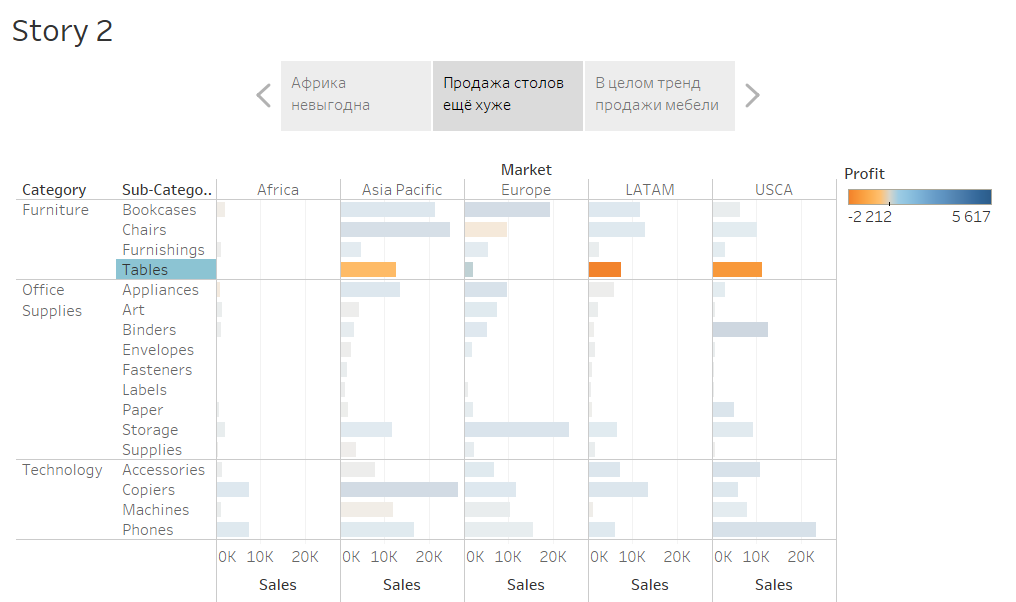 Story 2
Африка
невыгодна
Продажа столов
ещё хуже
В целом тренд
продажи мебели
Market
Category Sub-Catego.. Africa Asia Pacific Europe LATAM USCA
Profit
-2 212 5 617
Furniture Bookcases
Chairs
Furnishings
Tables
Office Appliances
Supplies Art
Binders
Envelopes
Fasteners
Labels
Paper
Storage
Supplies
Technology Accessories
Copiers
Machines
Phones
0K 10K 20K 0K 10K 20K 0K 10K 20K 0K 10K 20K 0K 10K 20K
Sales Sales Sales Sales Sales